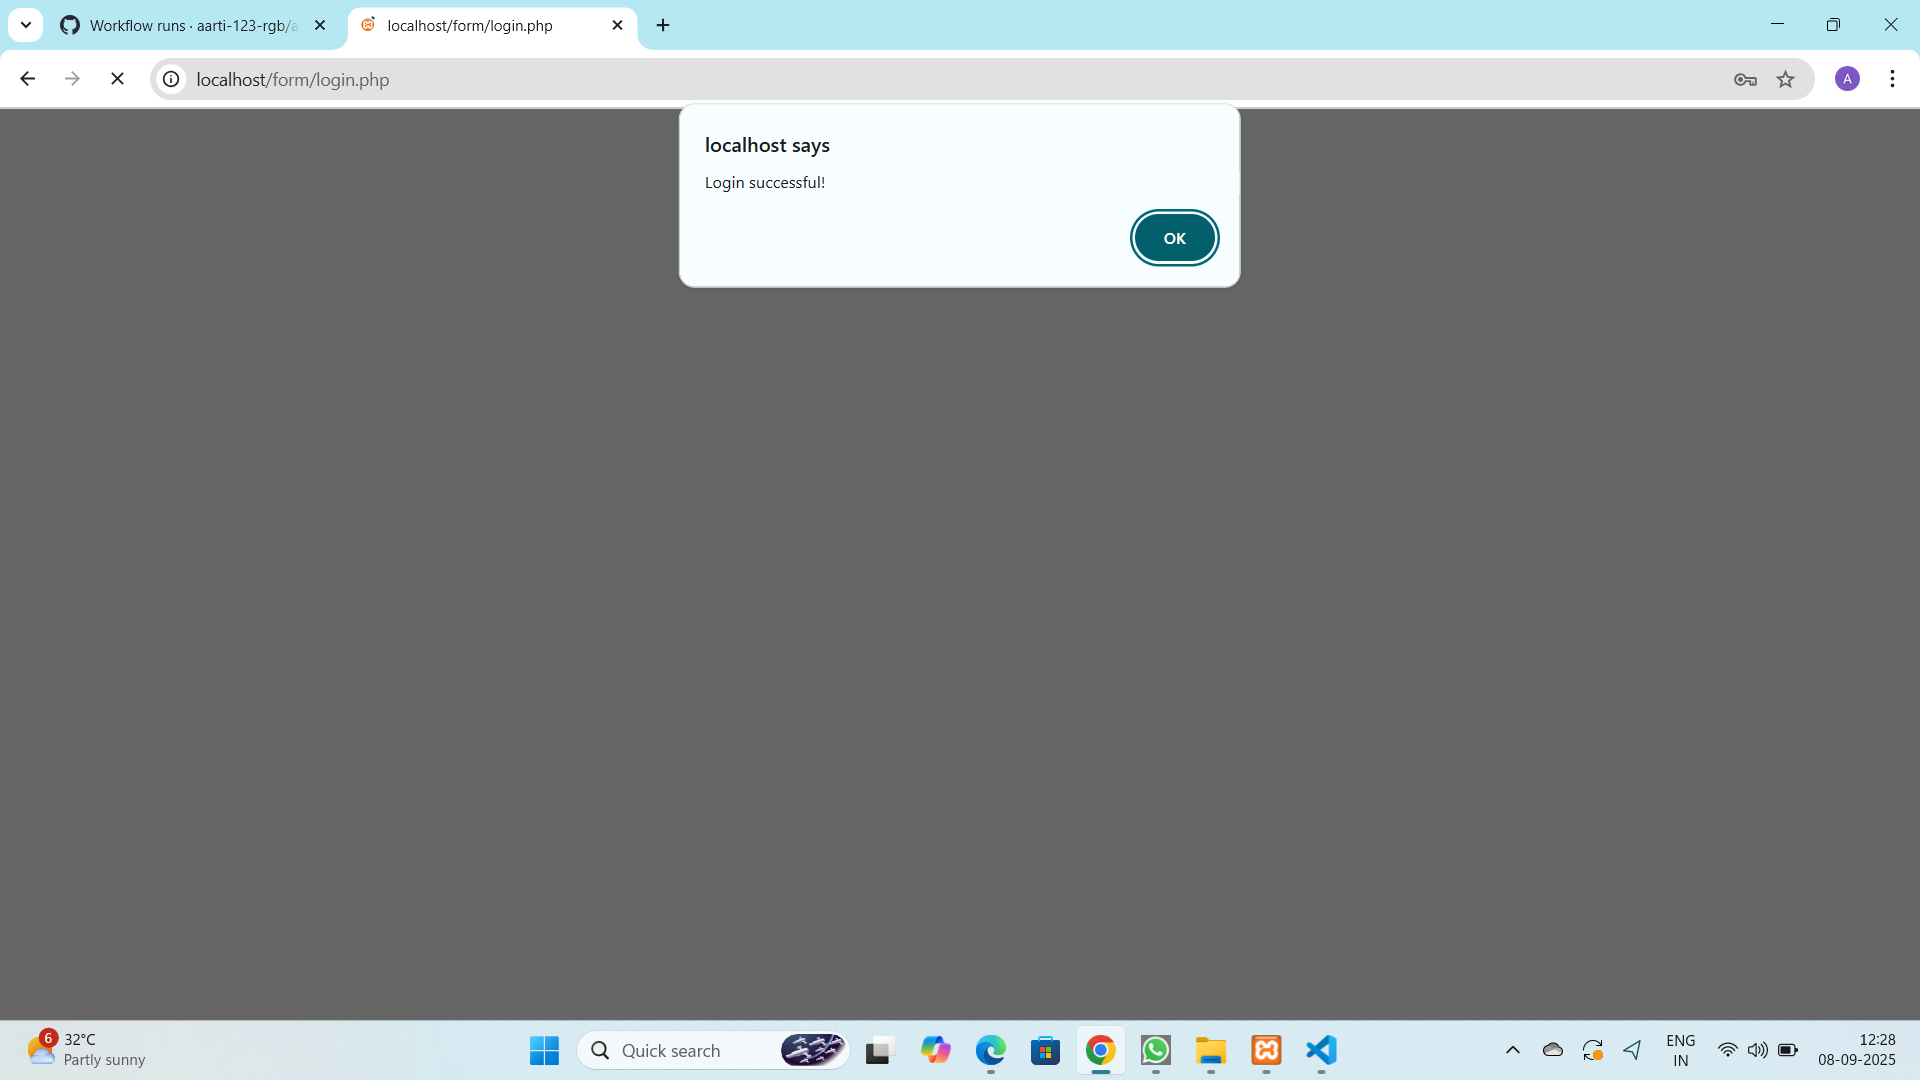 Workflow runs · aarti-123-rgb/a
localhost/form/login.php
localhost/form/login.php
A
localhost says
Login successful!
OK
6
32°C
Partly sunny
Quick search
ENG
IN
12:28
08-09-2025